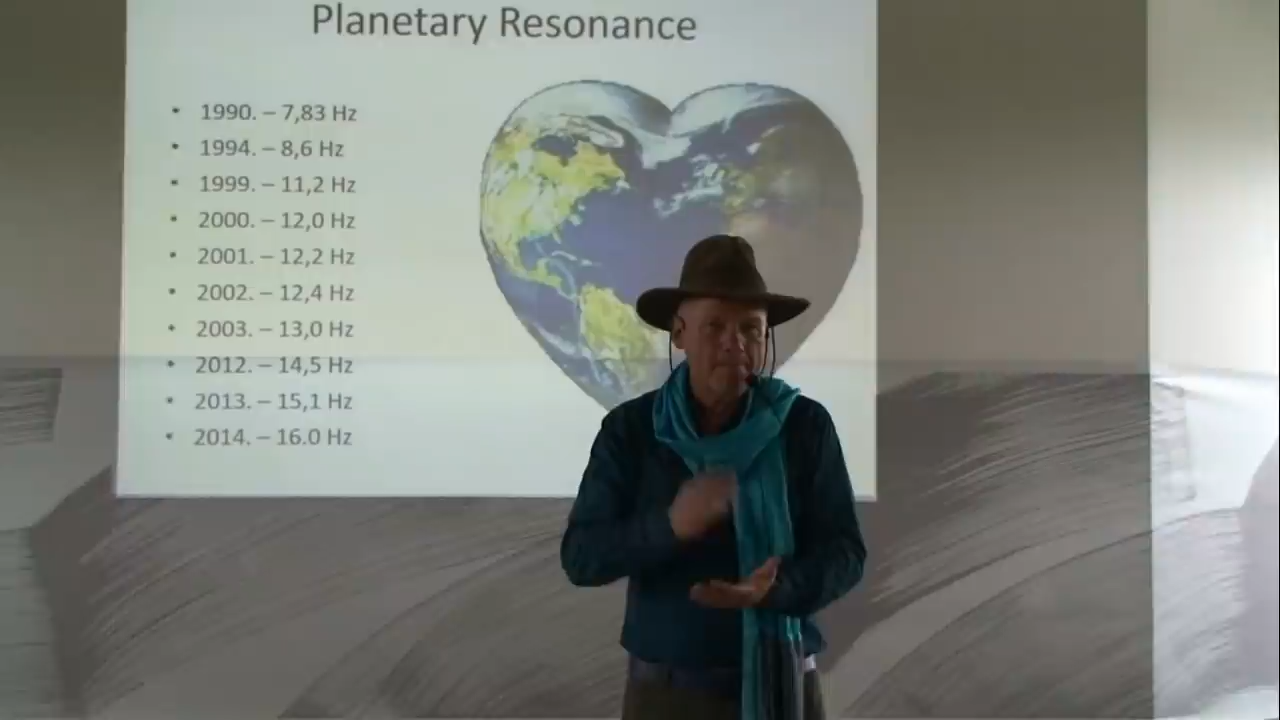 Planetary Resonance
• 1990. – 7,83 Hz
• 1994. – 8,6 Hz
• 1999. – 11,2 Hz
• 2000. – 12,0 Hz
• 2001. – 12,2 Hz
• 2002. – 12,4 Hz
• 2003. – 13,0 Hz
• 2012. – 14,5 Hz
• 2013. – 15,1 Hz
• 2014. – 16.0 Hz